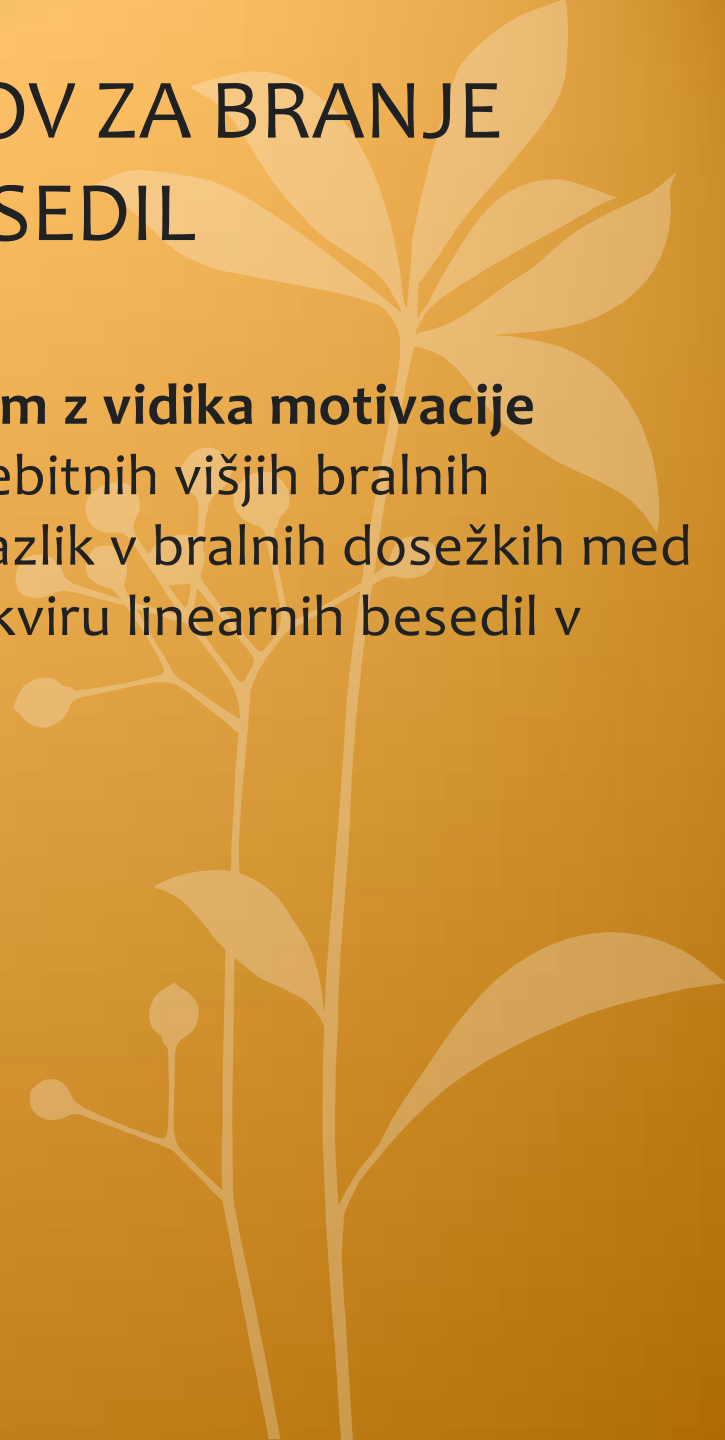 OV ZA BRANJE
SEDIL
m z vidika motivacije
ebitnih višjih bralnih
azlik v bralnih dosežkih med
kviru linearnih besedil v